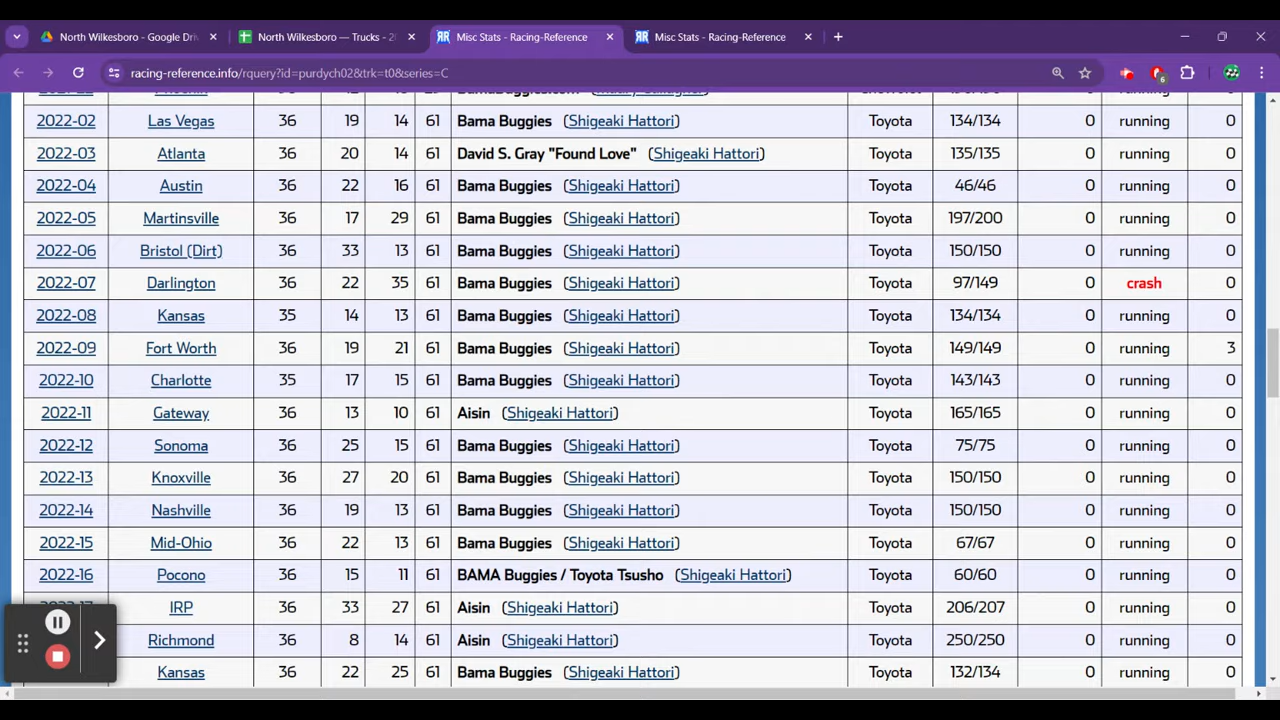 North Wilkesboro - Google Driv
North Wilkesboro — Trucks - 2
Misc Stats - Racing-Reference
Misc Stats - Racing-Reference
racing-reference.info/rquery?id=purdych02&trk=t0&series=C
6
2022-02 Las Vegas 36 19 14 61 Bama Buggies (Shigeaki Hattori) Toyota 134/134 0 running 0
2022-03 Atlanta 36 20 14 61 David S. Gray "Found Love" (Shigeaki Hattori) Toyota 135/135 0 running 0
2022-04 Austin 36 22 16 61 Bama Buggies (Shigeaki Hattori) Toyota 46/46 0 running 0
2022-05 Martinsville 36 17 29 61 Bama Buggies (Shigeaki Hattori) Toyota 197/200 0 running 0
2022-06 Bristol (Dirt) 36 33 13 61 Bama Buggies (Shigeaki Hattori) Toyota 150/150 0 running 0
2022-07 Darlington 36 22 35 61 Bama Buggies (Shigeaki Hattori) Toyota 97/149 0 crash 0
2022-08 Kansas 35 14 13 61 Bama Buggies (Shigeaki Hattori) Toyota 134/134 0 running 0
2022-09 Fort Worth 36 19 21 61 Bama Buggies (Shigeaki Hattori) Toyota 149/149 0 running 3
2022-10 Charlotte 35 17 15 61 Bama Buggies (Shigeaki Hattori) Toyota 143/143 0 running 0
2022-11 Gateway 36 13 10 61 Aisin (Shigeaki Hattori) Toyota 165/165 0 running 0
2022-12 Sonoma 36 25 15 61 Bama Buggies (Shigeaki Hattori) Toyota 75/75 0 running 0
2022-13 Knoxville 36 27 20 61 Bama Buggies (Shigeaki Hattori) Toyota 150/150 0 running 0
2022-14 Nashville 36 19 13 61 Bama Buggies (Shigeaki Hattori) Toyota 150/150 0 running 0
2022-15 Mid-Ohio 36 22 13 61 Bama Buggies (Shigeaki Hattori) Toyota 67/67 0 running 0
2022-16 Pocono 36 15 11 61 BAMA Buggies / Toyota Tsusho (Shigeaki Hattori) Toyota 60/60 0 running 0
IRP 36 33 27 61 Aisin (Shigeaki Hattori) Toyota 206/207 0 running 0
Richmond 36 8 14 61 Aisin (Shigeaki Hattori) Toyota 250/250 0 running 0
Kansas 36 22 25 61 Bama Buggies (Shigeaki Hattori) Toyota 132/134 0 running 0